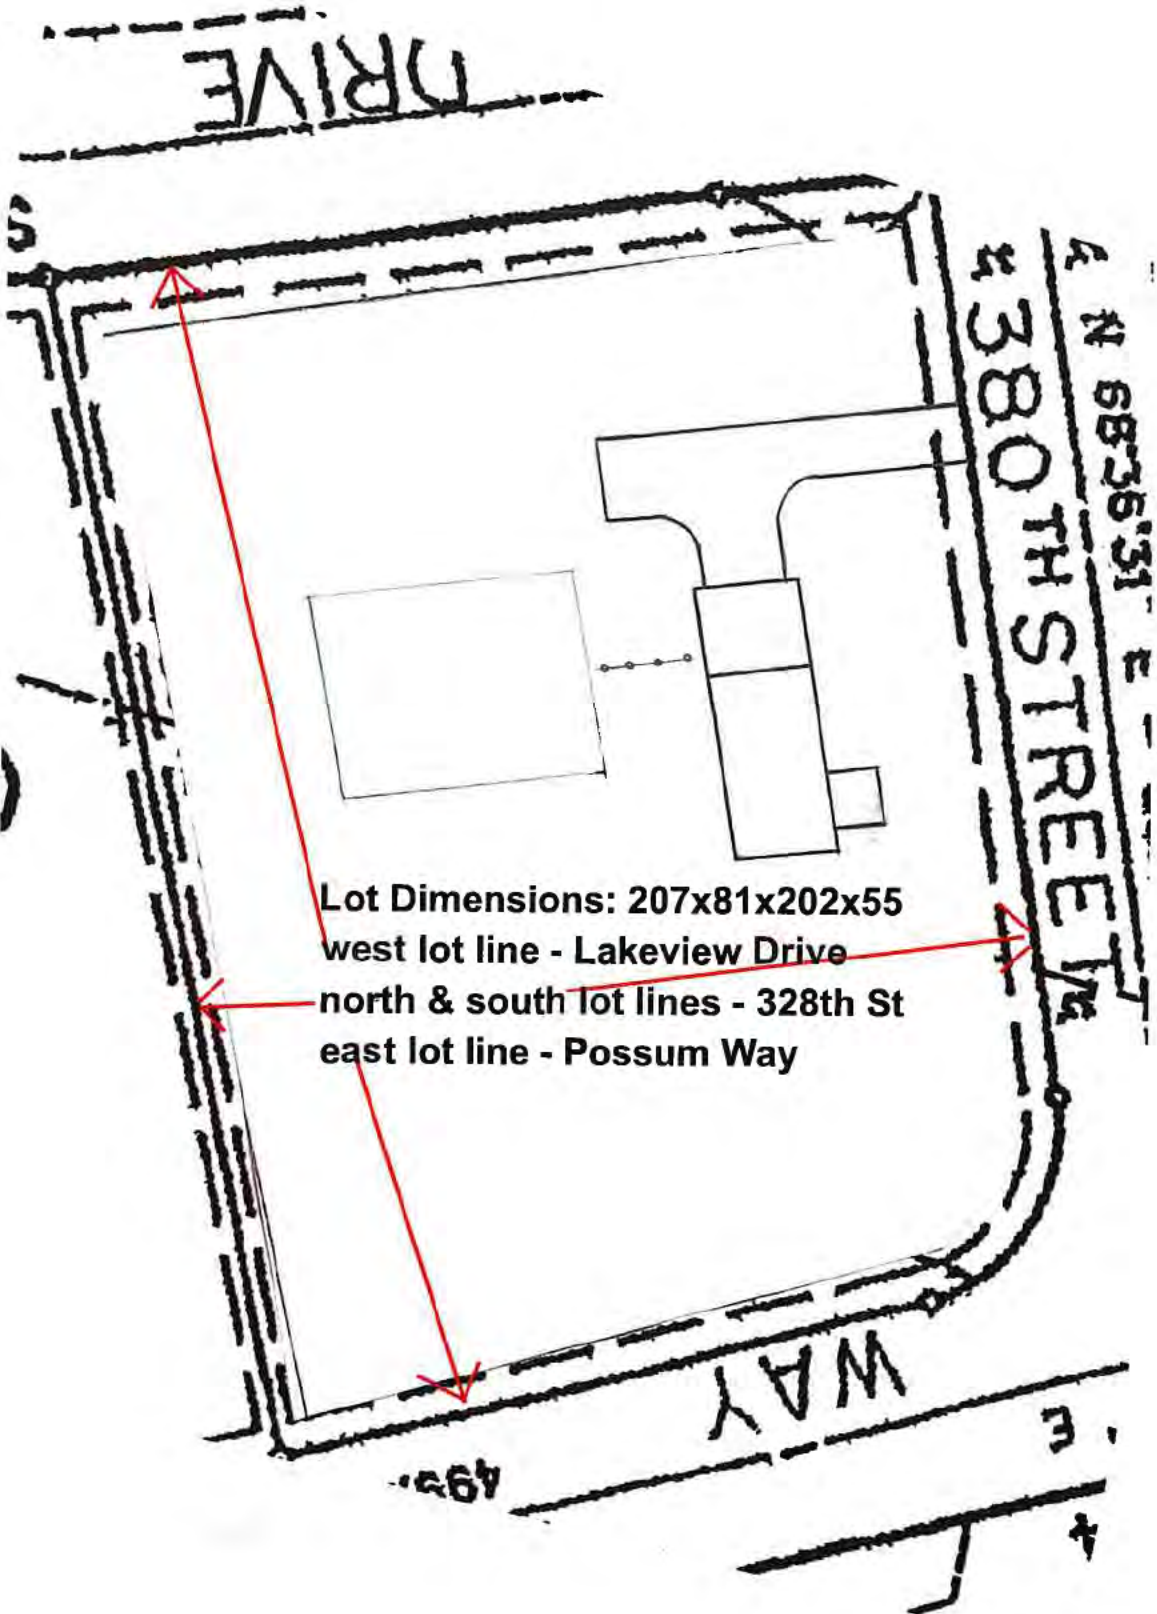 DRIVE
S
N 68°36'31" E
380TH STREET
Lot Dimensions: 207x81x202x55
west lot line - Lakeview Drive
north & south lot lines - 328th St
east lot line - Possum Way
WAY
E